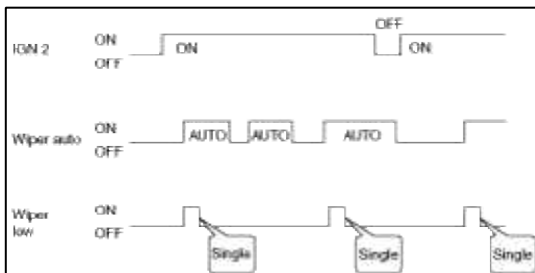 OFF
IGN 2 ON ON ON
OFF
Wiper auto ON AUTO AUTO AUTO
OFF
Wiper low ON
OFF
Single Single Single